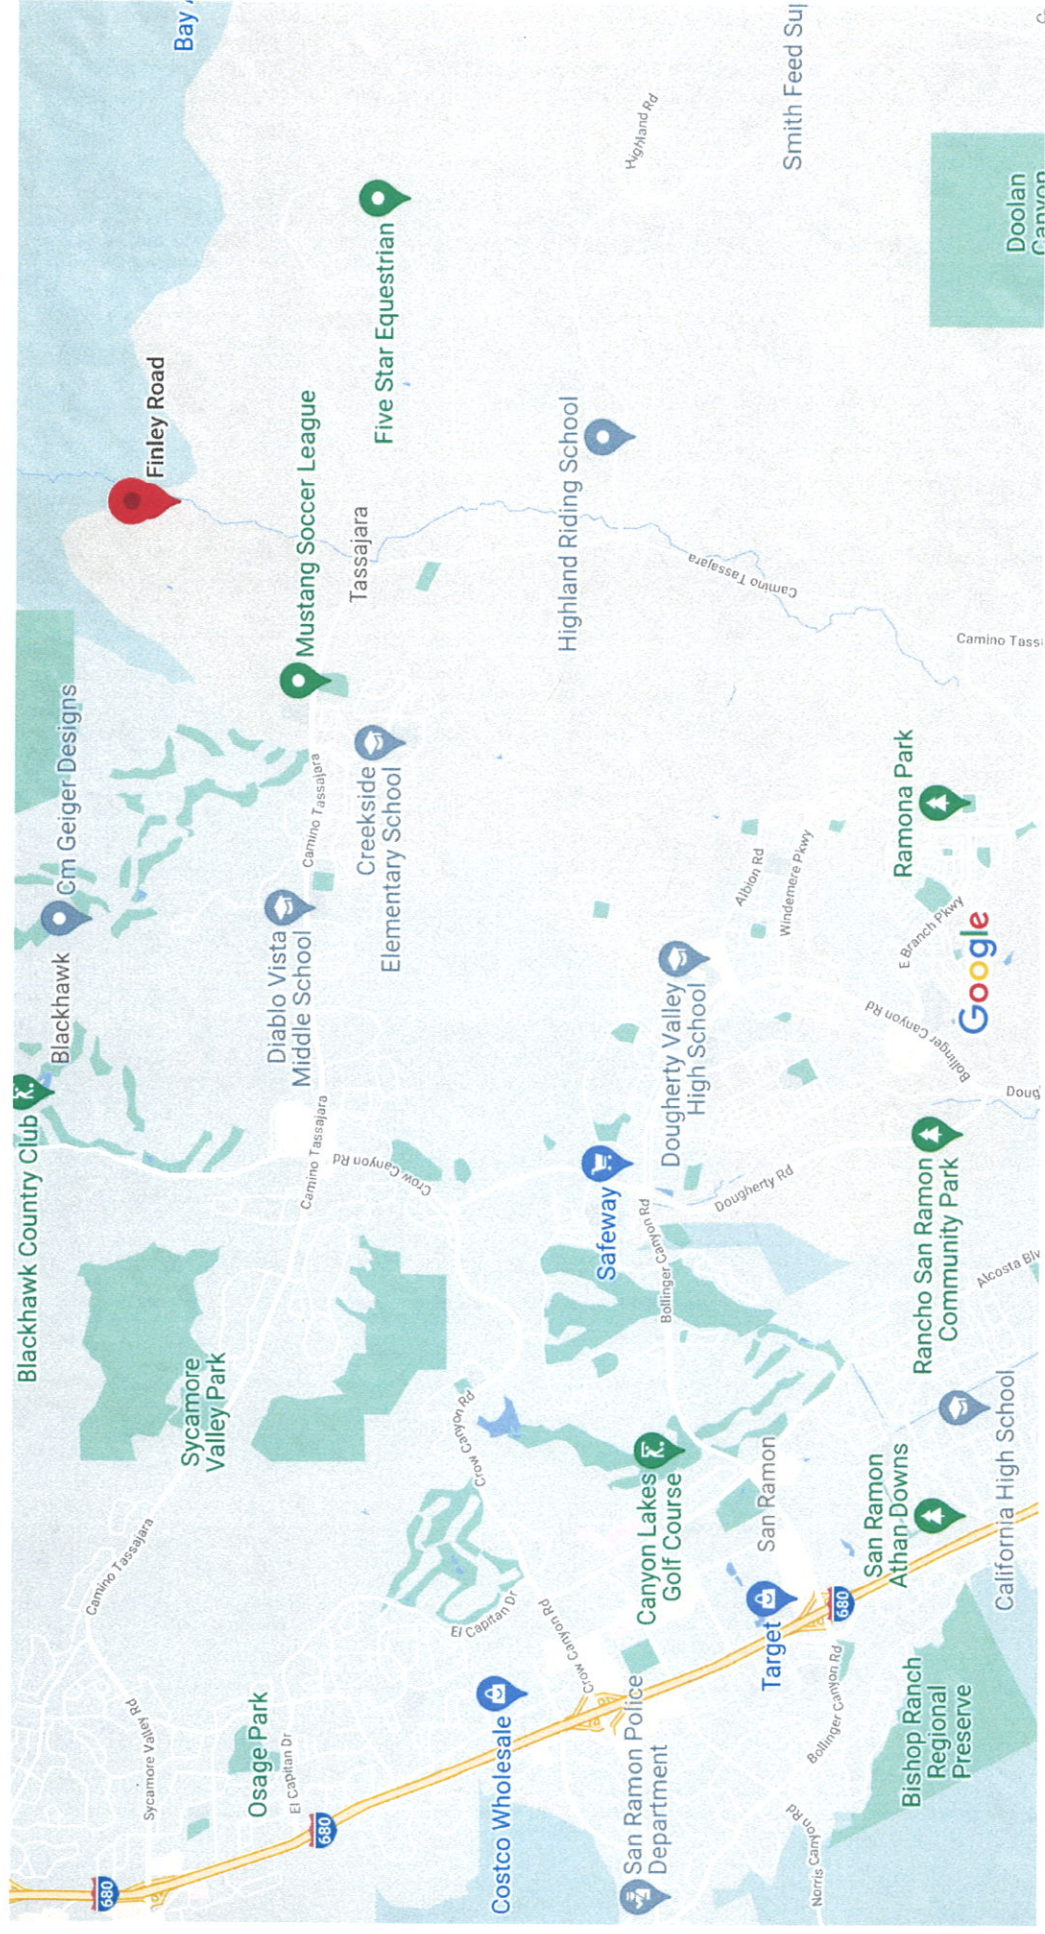 Blackhawk Country Club
Blackhawk
Cm Geiger Designs
Finley Road
Bay
Sycamore
Valley Park
Camino Tassajara
Camino Tassajara
Camino Tassajara
Diablo Vista
Middle School
Mustang Soccer League
Tassajara
Creekside
Elementary School
Five Star Equestrian
680
Sycamore Valley Rd
Osage Park
El Capitan Dr
680
Crow Canyon Rd
Crow Canyon Rd
El Capitan Dr
Costco Wholesale
Crow Canyon Rd
Safeway
Highland Riding School
Highland Rd
Smith Feed Sup
San Ramon Police
Department
Canyon Lakes
Golf Course
Bollinger Canyon Rd
Dougherty Rd
Dougherty Valley
High School
Albion Rd
Windemere Pkwy
Camino Tassajara
Target
San Ramon
680
Bollinger Canyon Rd
Norris Canyon Rd
San Ramon
Athan Downs
Rancho San Ramon
Community Park
Bollinger Canyon Rd
E Branch Pkwy
Ramona Park
Camino Tass
Doolan
Canyon
Bishop Ranch
Regional
Preserve
California High School
Alcosta Blv
Doug
Google